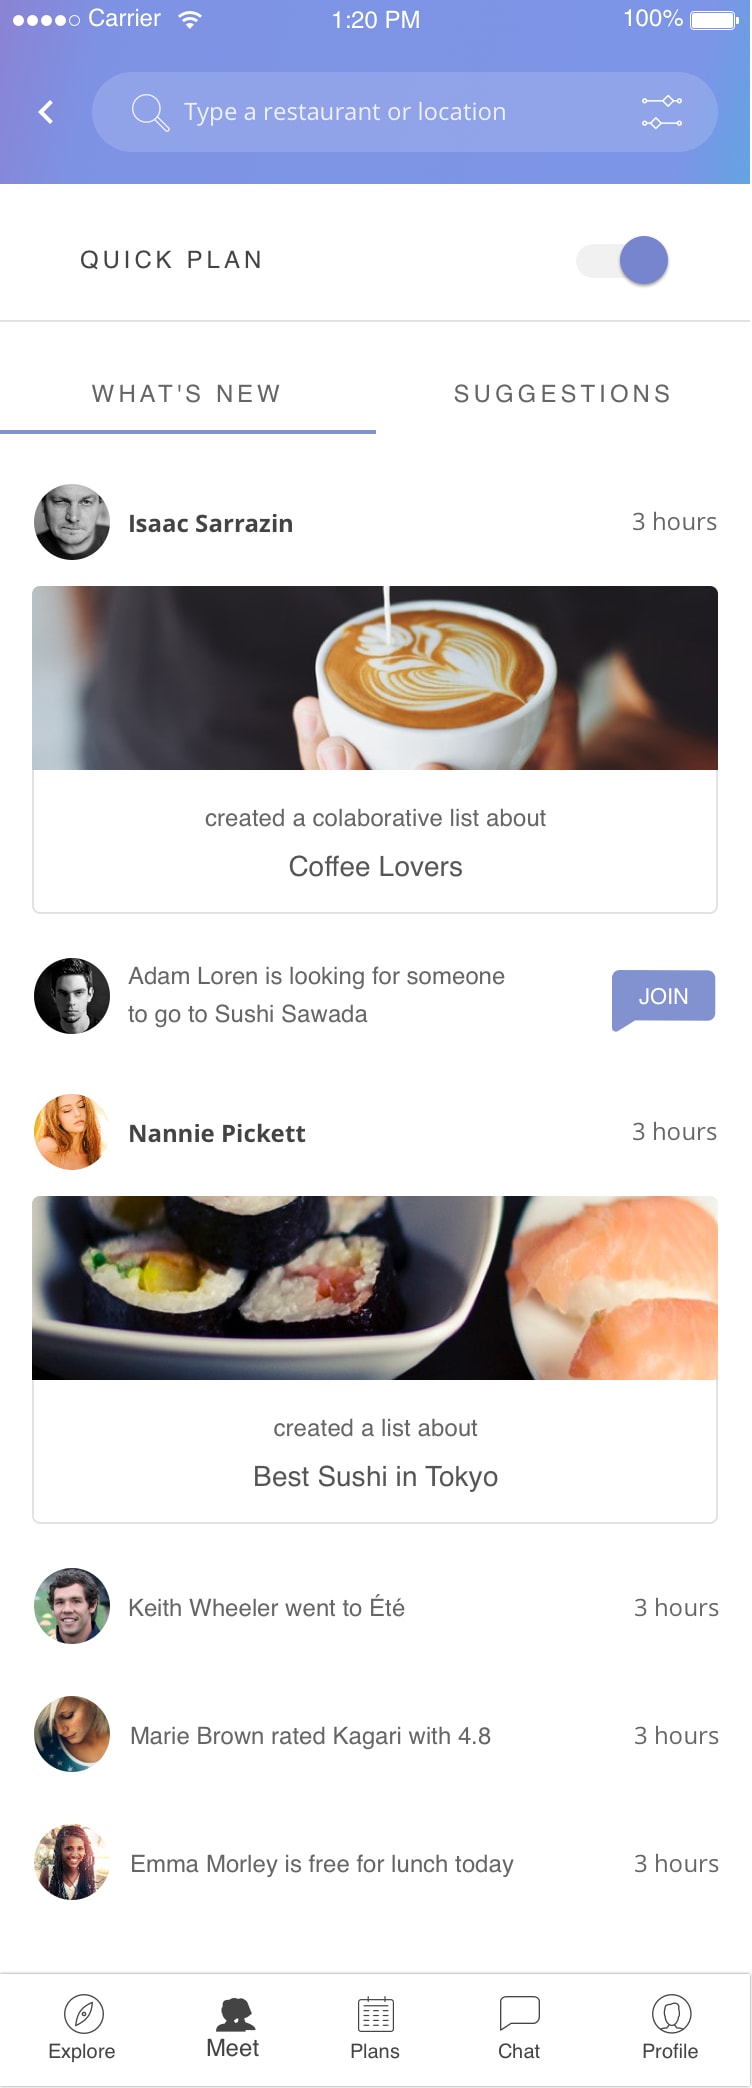 Carrier 1:20 PM 100%
Type a restaurant or location
QUICK PLAN
WHAT'S NEW SUGGESTIONS
Isaac Sarrazin 3 hours
created a colaborative list about
Coffee Lovers
Adam Loren is looking for someone
to go to Sushi Sawada
JOIN
Nannie Pickett 3 hours
created a list about
Best Sushi in Tokyo
Keith Wheeler went to Été 3 hours
Marie Brown rated Kagari with 4.8 3 hours
Emma Morley is free for lunch today 3 hours
Explore Meet Plans Chat Profile